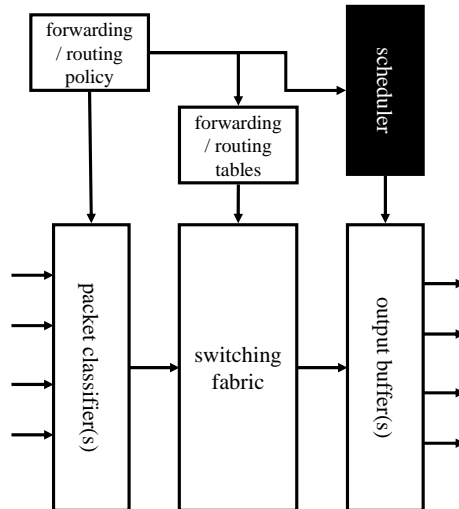 forwarding
/ routing
policy
scheduler
forwarding
/ routing
tables
packet classifier(s)
switching
fabric
output buffer(s)